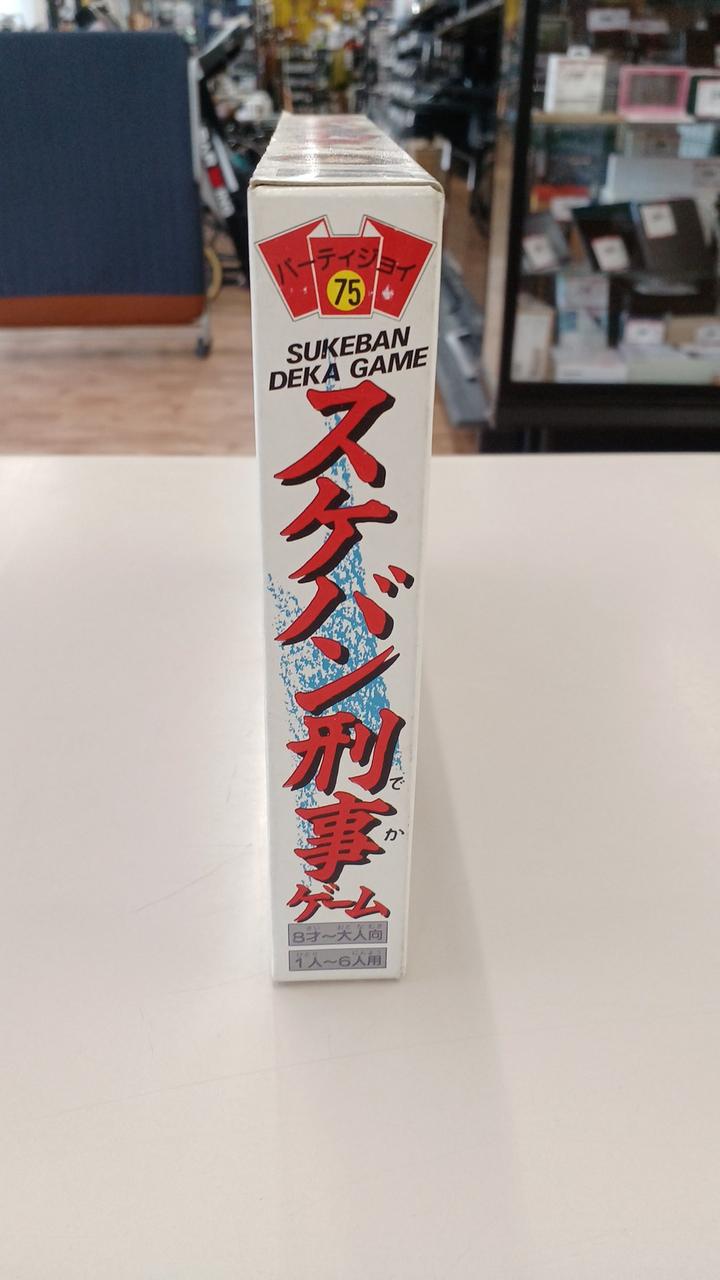 パーティジョイ
75
SUKEBAN
DEKA GAME
スケバン刑事
でか
ゲーム
8才〜大人向
1人〜6人用